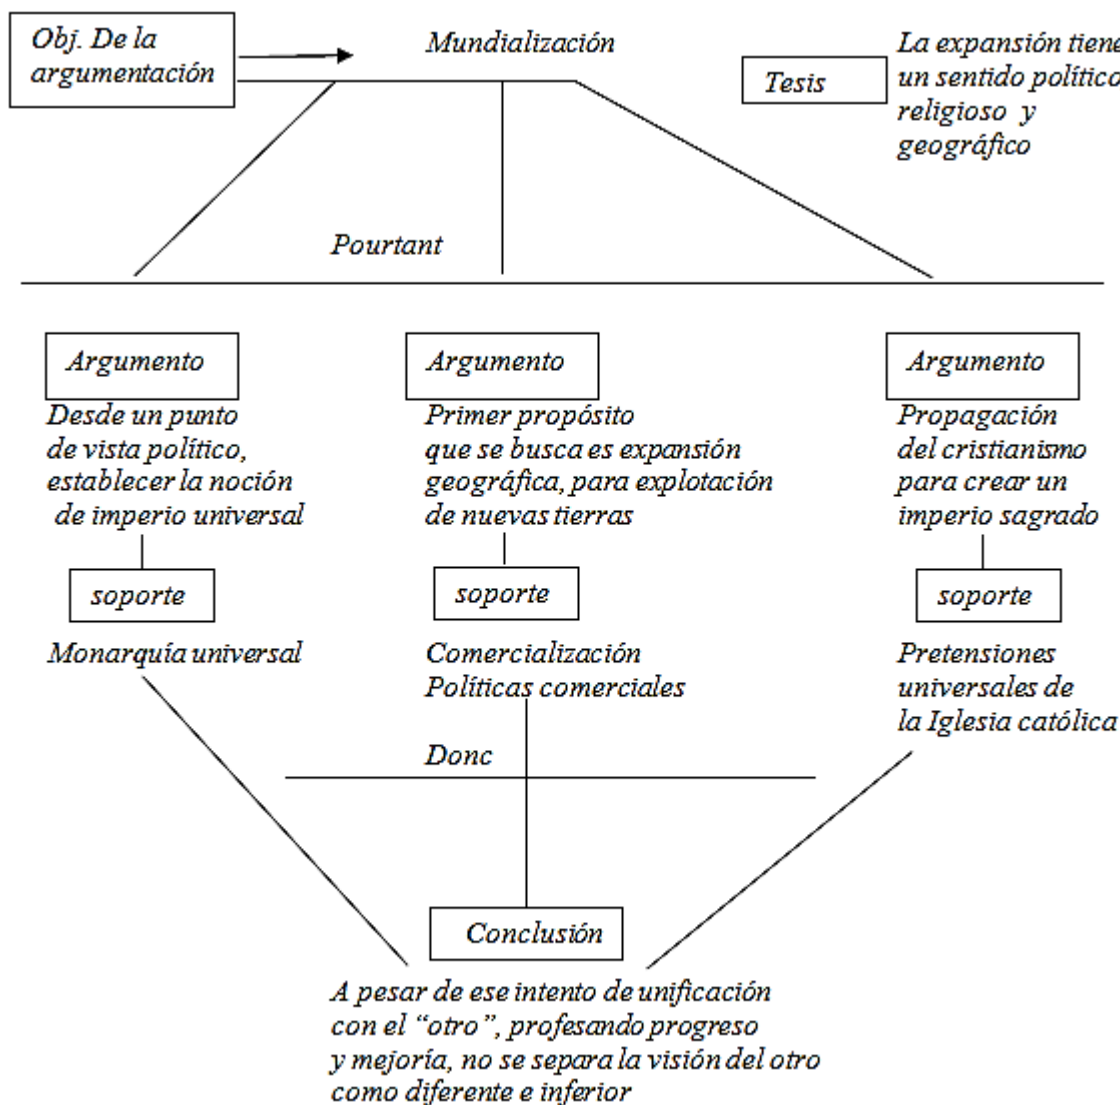 Obj. De la
argumentación
Mundialización
Tesis
La expansión tiene
un sentido político
religioso y
geográfico
Pourtant
Argumento
Desde un punto
de vista político,
establecer la noción
de imperio universal
soporte
Monarquía universal
Argumento
Primer propósito
que se busca es expansión
geográfica, para explotación
de nuevas tierras
soporte
Comercialización
Políticas comerciales
Argumento
Propagación
del cristianismo
para crear un
imperio sagrado
soporte
Pretensiones
universales de
la Iglesia católica
Donc
Conclusión
A pesar de ese intento de unificación
con el “otro”, profesando progreso
y mejoría, no se separa la visión del otro
como diferente e inferior